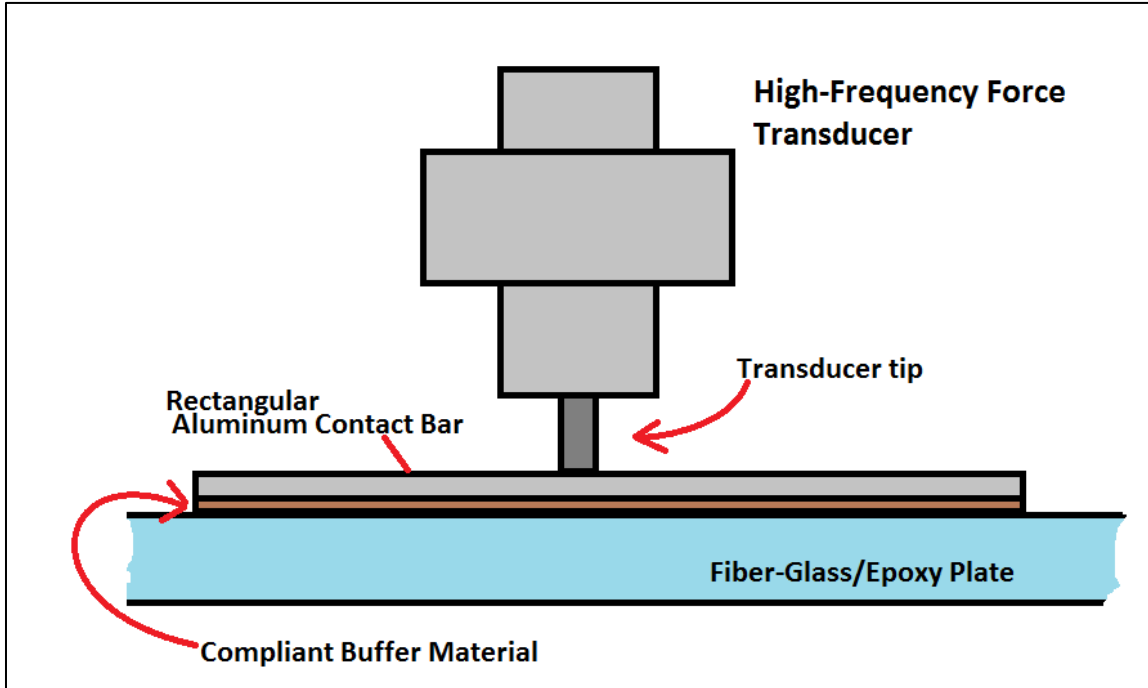 High-Frequency Force
Transducer
Transducer tip
Rectangular
Aluminum Contact Bar
Fiber-Glass/Epoxy Plate
Compliant Buffer Material